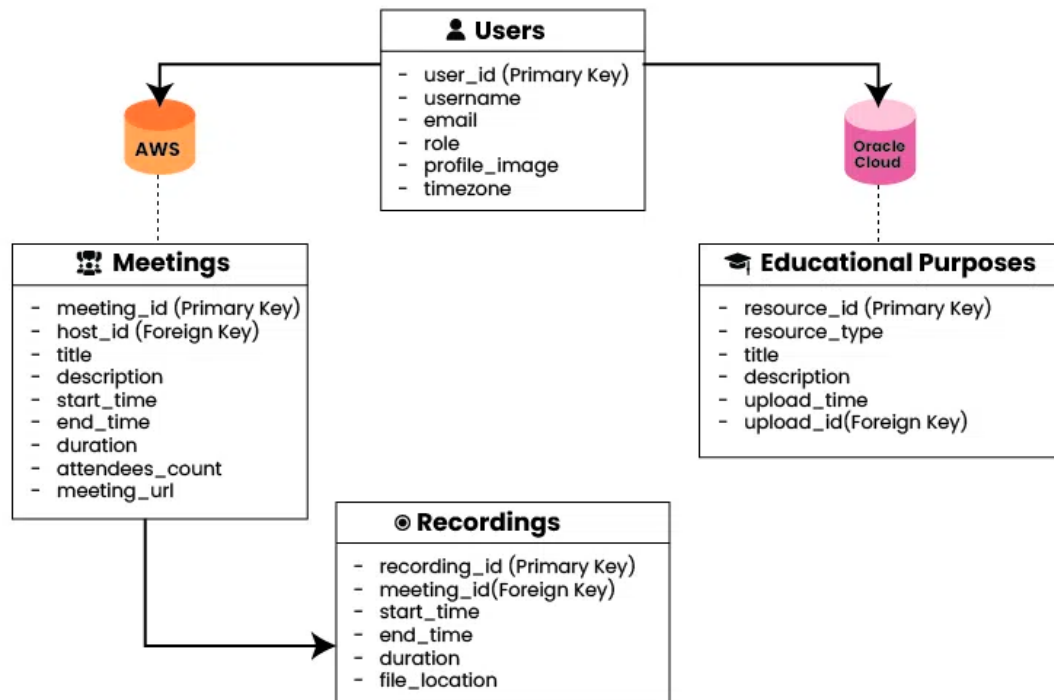 Users
- user_id (Primary Key)
- username
- email
- role
- profile_image
- timezone
AWS
Oracle
Cloud
Meetings
- meeting_id (Primary Key)
- host_id (Foreign Key)
- title
- description
- start_time
- end_time
- duration
- attendees_count
- meeting_url
Educational Purposes
- resource_id (Primary Key)
- resource_type
- title
- description
- upload_time
- upload_id(Foreign Key)
Recordings
- recording_id (Primary Key)
- meeting_id(Foreign Key)
- start_time
- end_time
- duration
- file_location